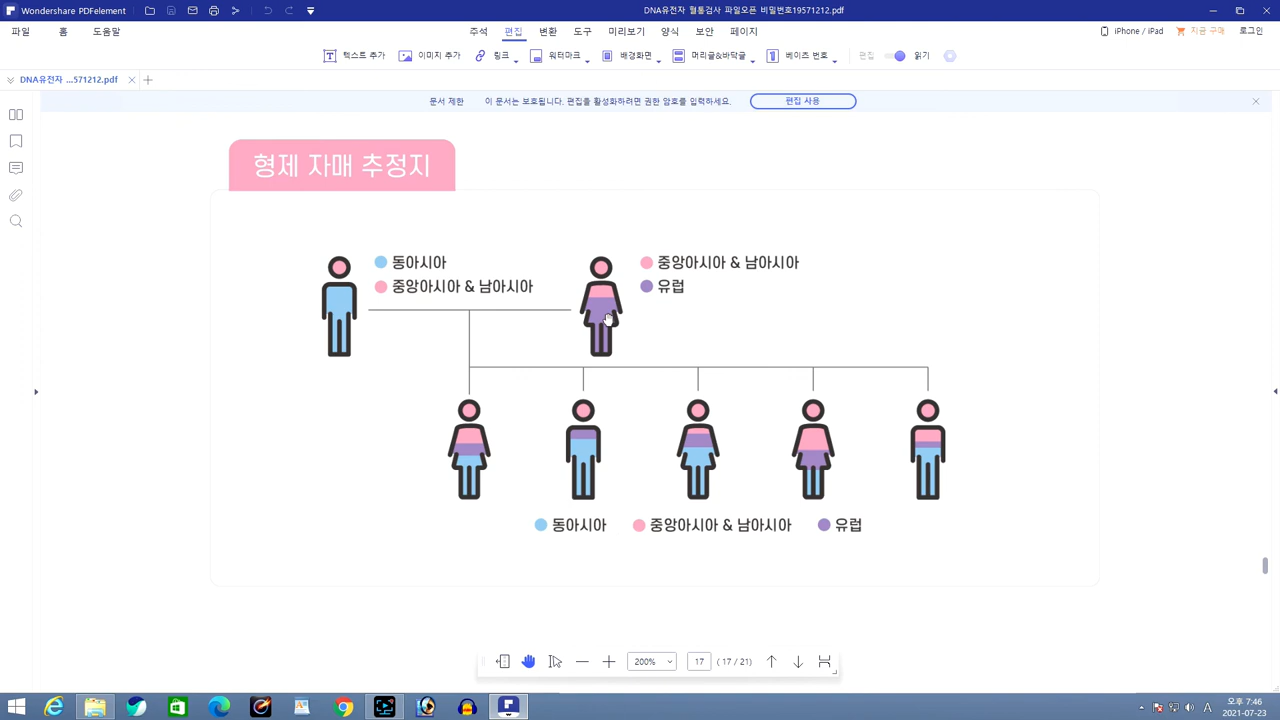 Wondershare PDFelement
DNA유전자 혈통검사 파일오픈 비밀번호19571212.pdf
파일 홈 도움말 주석 편집 변환 도구 미리보기 양식 보안 페이지
iPhone / iPad 지금 구매 로그인
텍스트 추가 이미지 추가 링크 워터마크 배경화면 머리글&바닥글 베이츠 번호 편집 읽기
DNA유전자 ...571212.pdf
문서 제한 이 문서는 보호됩니다. 편집을 활성화하려면 권한 암호를 입력하세요. 편집 사용
형제 자매 추정지
동아시아
중앙아시아 & 남아시아
중앙아시아 & 남아시아
유럽
동아시아 중앙아시아 & 남아시아 유럽
200% 17 ( 17 / 21)
A 오후 7:46
2021-07-23